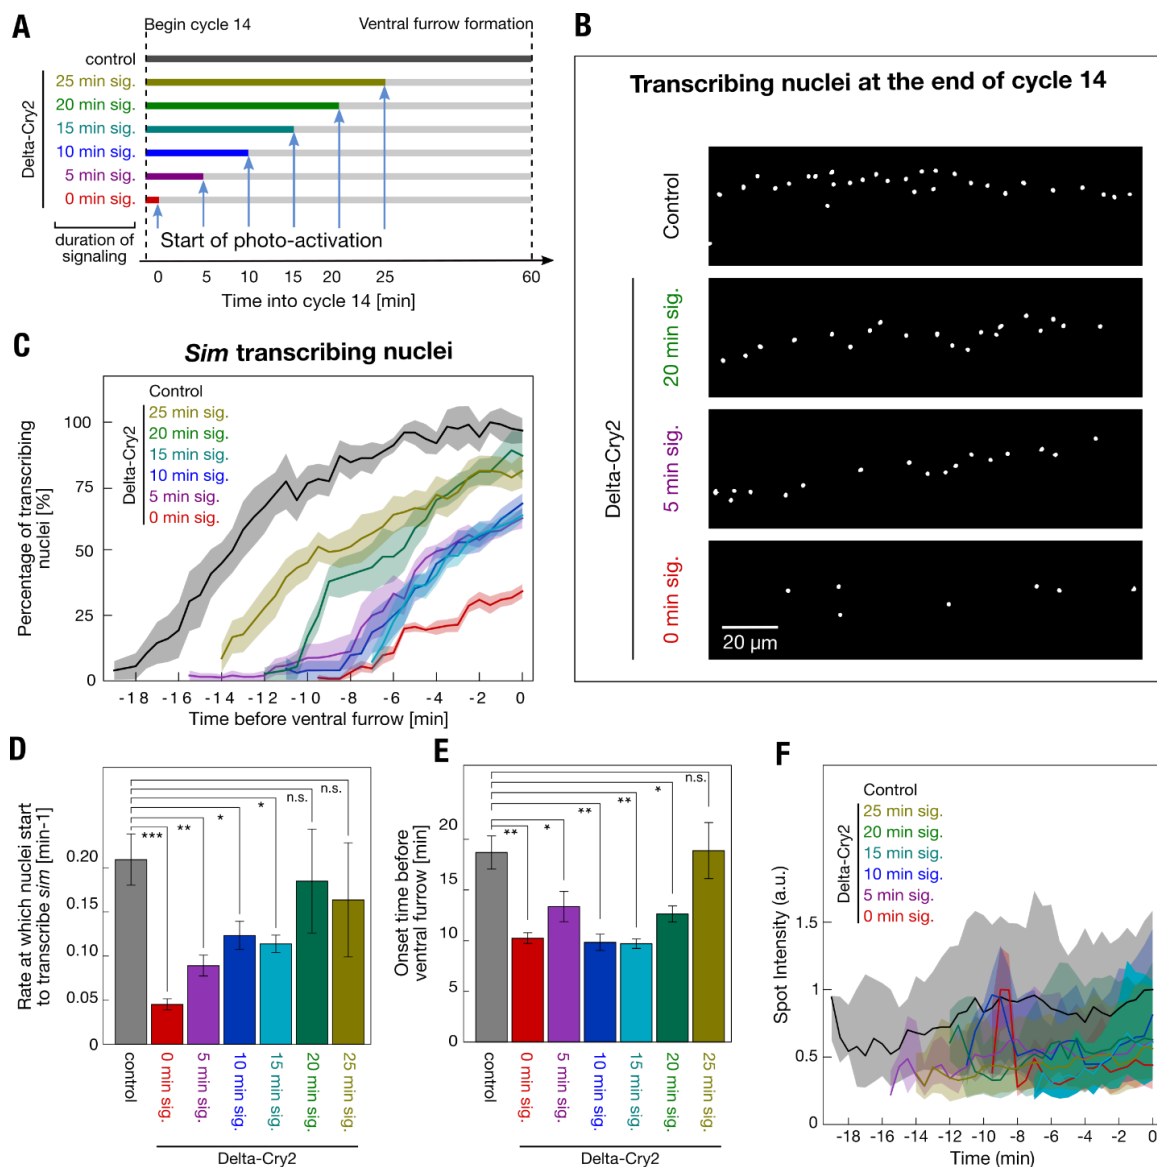 A
Begin cycle 14
Ventral furrow formation
control
25 min sig.
20 min sig.
15 min sig.
10 min sig.
5 min sig.
0 min sig.
Delta-Cry2
duration of
signaling
Start of photo-activation
0 5 10 15 20 25 60
Time into cycle 14 [min]
B
Transcribing nuclei at the end of cycle 14
Control
20 min sig.
5 min sig.
0 min sig.
Delta-Cry2
20 µm
C
Sim transcribing nuclei
Control
25 min sig.
20 min sig.
15 min sig.
10 min sig.
5 min sig.
0 min sig.
Delta-Cry2
Percentage of transcribing
nuclei [%]
100
75
50
25
0
-18 -16 -14 -12 -10 -8 -6 -4 -2 0
Time before ventral furrow [min]
D
Rate at which nuclei start
to transcribe sim [min-1]
0.20
0.15
0.10
0.05
0
***
**
*
*
n.s.
n.s.
control
0 min sig.
5 min sig.
10 min sig.
15 min sig.
20 min sig.
25 min sig.
Delta-Cry2
E
Onset time before
ventral furrow [min]
20
15
10
5
0
**
*
**
**
*
n.s.
control
0 min sig.
5 min sig.
10 min sig.
15 min sig.
20 min sig.
25 min sig.
Delta-Cry2
F
Control
25 min sig.
20 min sig.
15 min sig.
10 min sig.
5 min sig.
0 min sig.
Delta-Cry2
Spot Intensity (a.u.)
1.5
1
0.5
0
-18 -16 -14 -12 -10 -8 -6 -4 -2 0
Time (min)